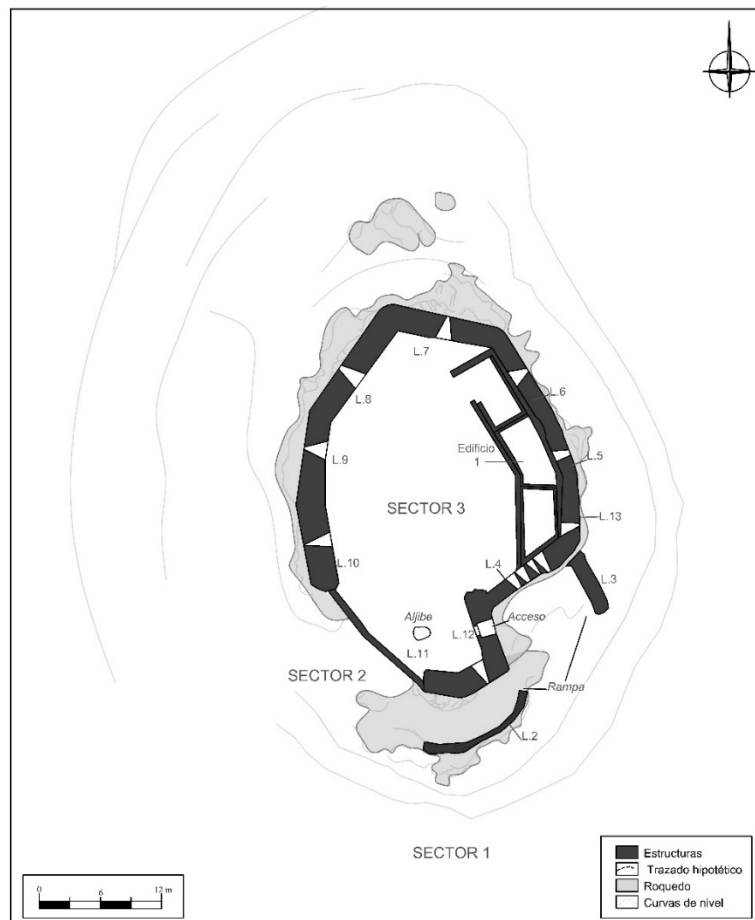 L.7
L.6
L.8
Edificio
1
L.5
L.9
SECTOR 3
L.13
L.10
L.4
L.3
Aljibe
L.12
Acceso
L.11
SECTOR 2
Rampa
L.2
SECTOR 1
0 6 12 m
Estructuras
Trazado hipotético
Roquedo
Curvas de nivel